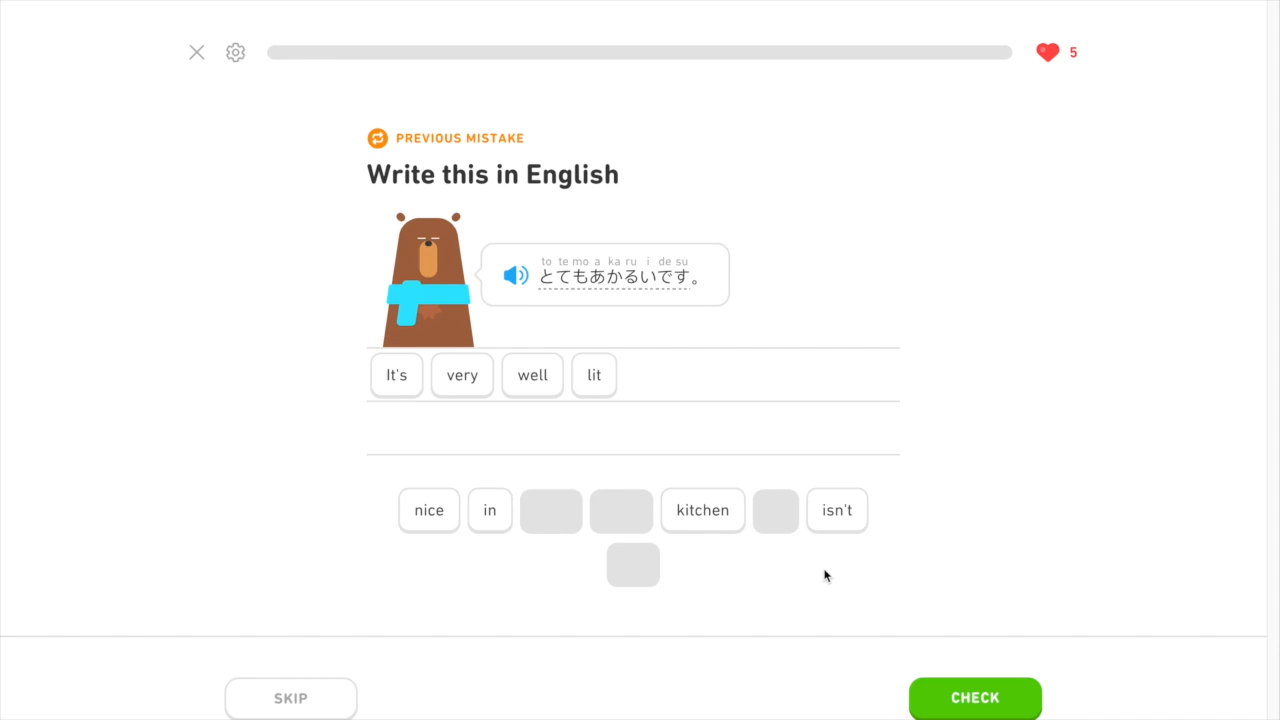 5
PREVIOUS MISTAKE
Write this in English
to te mo a ka ru i de su
とてもあかるいです。
It's very well lit
nice in kitchen isn't
SKIP CHECK